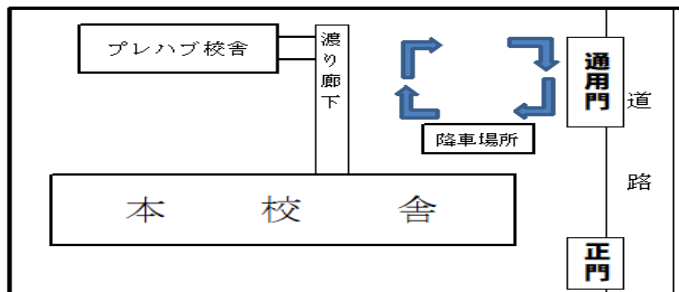 プレハブ校舎
渡り廊下
通用門
道路
降車場所
本校舎
正門